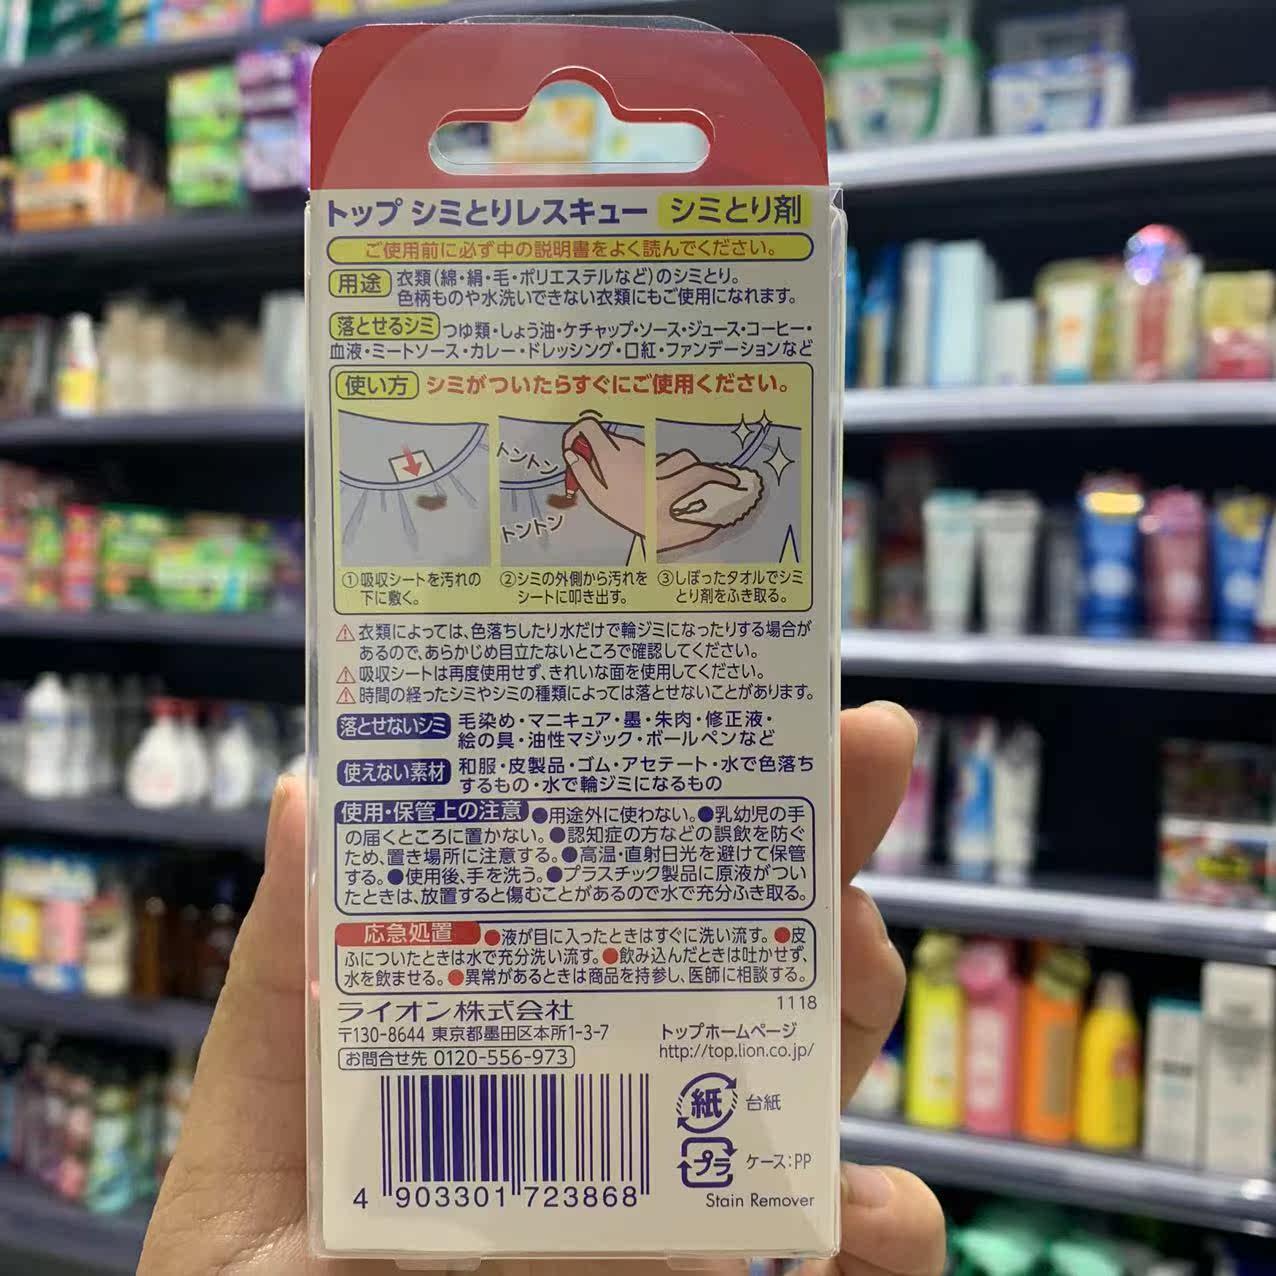 トップ シミとりレスキュー シミとり剤
ご使用前に必ず中の説明書をよく読んでください。
用途 衣類(綿・絹・毛・ポリエステルなど)のシミとり。
色柄ものや水洗いできない衣類にもご使用になれます。
落とせるシミ つゆ類・しょう油・ケチャップ・ソース・ジュース・コーヒー・
血液・ミートソース・カレー・ドレッシング・口紅・ファンデーションなど
使い方 シミがついたらすぐにご使用ください。
トントン
トントン
①吸収シートを汚れの
下に敷く。
②シミの外側から汚れを
シートに叩き出す。
③しぼったタオルでシミ
とり剤をふき取る。
⚠衣類によっては、色落ちしたり水だけで輪ジミになったりする場合が
あるので、あらかじめ目立たないところで確認してください。
⚠吸収シートは再度使用せず、きれいな面を使用してください。
⚠時間の経ったシミやシミの種類によっては落とせないことがあります。
落とせないシミ 毛染め・マニキュア・墨・朱肉・修正液・
絵の具・油性マジック・ボールペンなど
使えない素材 和服・皮製品・ゴム・アセテート・水で色落ち
するもの・水で輪ジミになるもの
使用・保管上の注意 ●用途外に使わない。●乳幼児の手
の届くところに置かない。●認知症の方などの誤飲を防ぐ
ため、置き場所に注意する。●高温・直射日光を避けて保管
する。●使用後、手を洗う。●プラスチック製品に原液がつい
たときは、放置すると傷むことがあるので水で充分ふき取る。
応急処置 ●液が目に入ったときはすぐに洗い流す。●皮
ふについたときは水で充分洗い流す。●飲み込んだときは吐かせず、
水を飲ませる。●異常があるときは商品を持参し、医師に相談する。
ライオン株式会社 1118
〒130-8644 東京都墨田区本所1-3-7
お問合せ先 0120-556-973
トップホームページ
http://top.lion.co.jp/
紙 台紙
プラ ケース:PP
4 903301 723868
Stain Remover